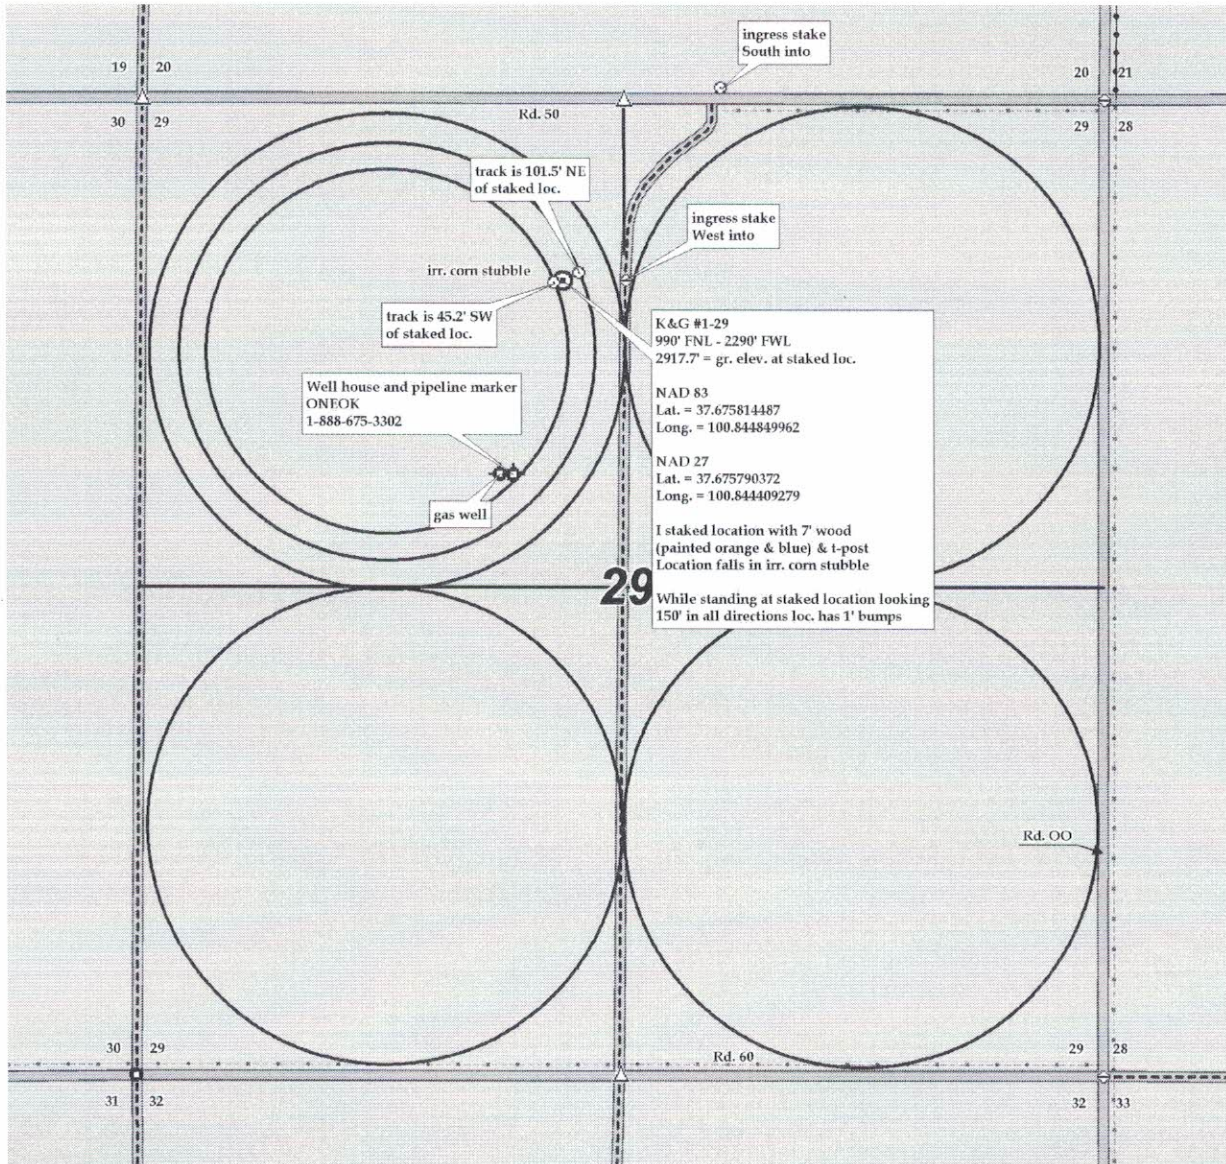 ingress stake
South into
19 20
20 21
30 29
Rd. 50
29 28
track is 101.5' NE
of staked loc.
ingress stake
West into
irr. corn stubble
track is 45.2' SW
of staked loc.
K&G #1-29
990' FNL - 2290' FWL
2917.7' = gr. elev. at staked loc.
NAD 83
Lat. = 37.675814487
Long. = 100.844849962
NAD 27
Lat. = 37.675790372
Long. = 100.844409279
I staked location with 7' wood
(painted orange & blue) & t-post
Location falls in irr. corn stubble
While standing at staked location looking
150' in all directions loc. has 1' bumps
Well house and pipeline marker
ONEOK
1-888-675-3302
gas well
29
Rd. OO
30 29
Rd. 60
29 28
31 32
32 33